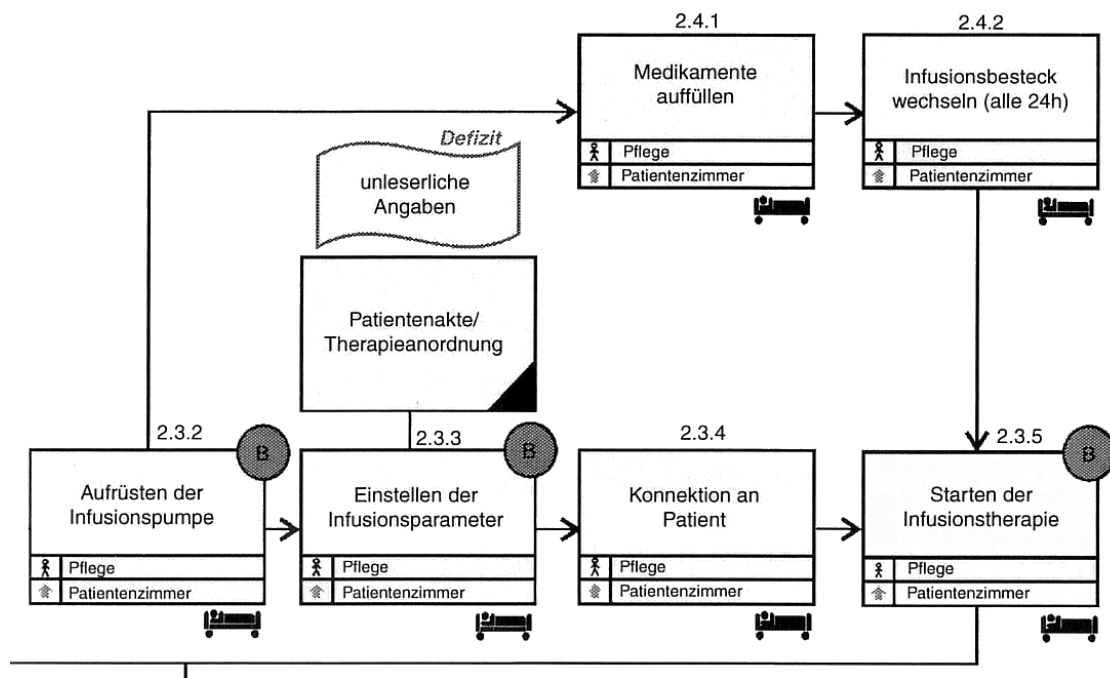 2.4.1
Medikamente
auffüllen
Pflege
Patientenzimmer
2.4.2
Infusionsbesteck
wechseln (alle 24h)
Pflege
Patientenzimmer
Defizit
unleserliche
Angaben
Patientenakte/
Therapieanordnung
2.3.2
B
Aufrüsten der
Infusionspumpe
Pflege
Patientenzimmer
2.3.3
B
Einstellen der
Infusionsparameter
Pflege
Patientenzimmer
2.3.4
Konnektion an
Patient
Pflege
Patientenzimmer
2.3.5
B
Starten der
Infusionstherapie
Pflege
Patientenzimmer